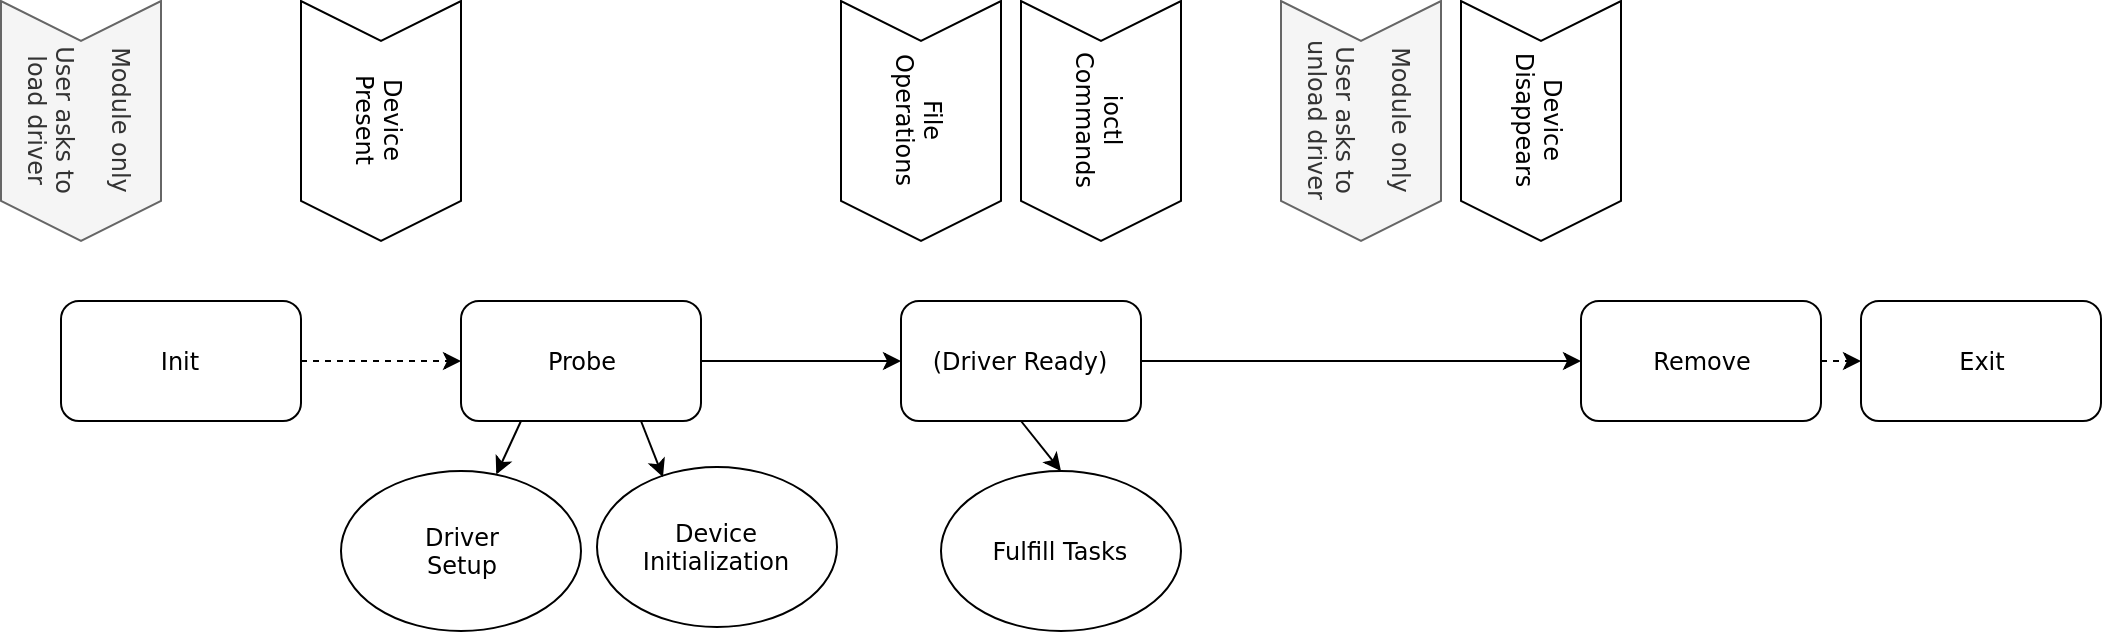 Module only
User asks to
load driver
Device
Present
File
Operations
ioctl
Commands
Module only
User asks to
unload driver
Device
Disappears
Init
Probe
(Driver Ready)
Remove
Exit
Driver
Setup
Device
Initialization
Fulfill Tasks